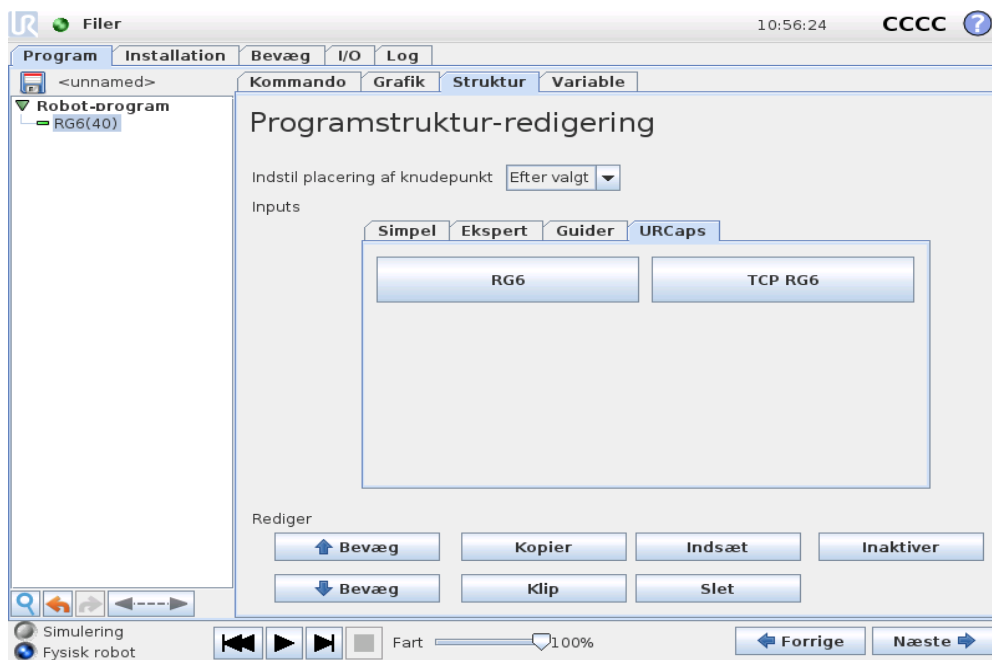 UR Filer 10:56:24 CCCC ?
Program Installation Bevæg I/O Log
<unnamed>
Kommando Grafik Struktur Variable
Robot-program
RG6(40)
Programstruktur-redigering
Indstil placering af knudepunkt Efter valgt
Inputs
Simpel Ekspert Guider URCaps
RG6 TCP RG6
Rediger
Bevæg Kopier Indsæt Inaktiver
Bevæg Klip Slet
Simulering
Fysisk robot
Fart 100%
Forrige Næste